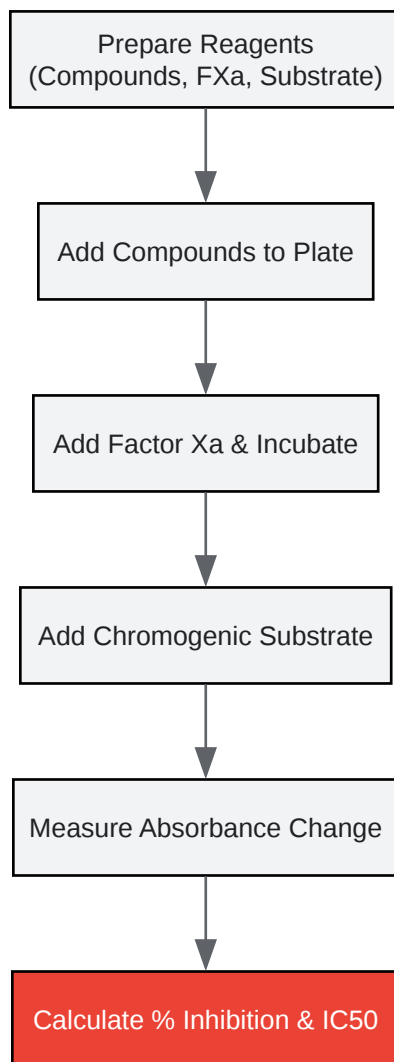 Prepare Reagents
(Compounds, FXa, Substrate)
Add Compounds to Plate
Add Factor Xa & Incubate
Add Chromogenic Substrate
Measure Absorbance Change
Calculate % Inhibition & IC50